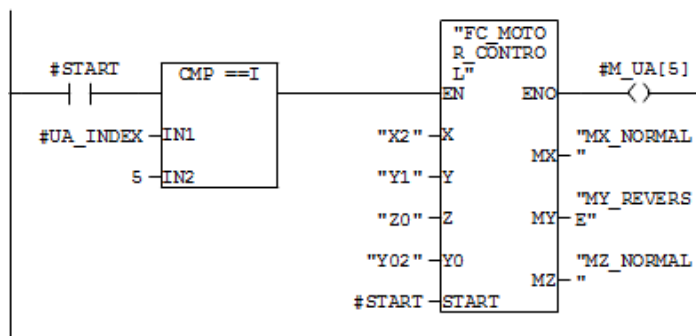 "FC_MOTO
R_CONTRO
L"
#START
CMP ==I
#M_UA[5]
EN
ENO
#UA_INDEX
IN1
"X2"
X
"MX_NORMAL
MX
"
5
IN2
"Y1"
Y
"MY_REVERS
"Z0"
Z
MY
E"
"Y02"
Y0
"MZ_NORMAL
MZ
"
#START
START